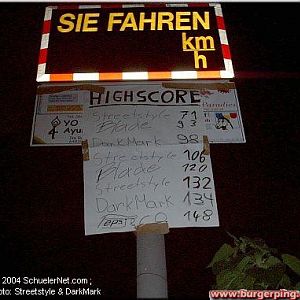 SIE FAHREN
km
h
HIGHSCORE
Streetstyle 71
Blade 93
DarkMark 98
Streetstyle 106
Blade 120
Streetstyle 132
DarkMark 134
148
2004 SchuelerNet.com ;
oto: Streetstyle & DarkMark
www.burgerping.